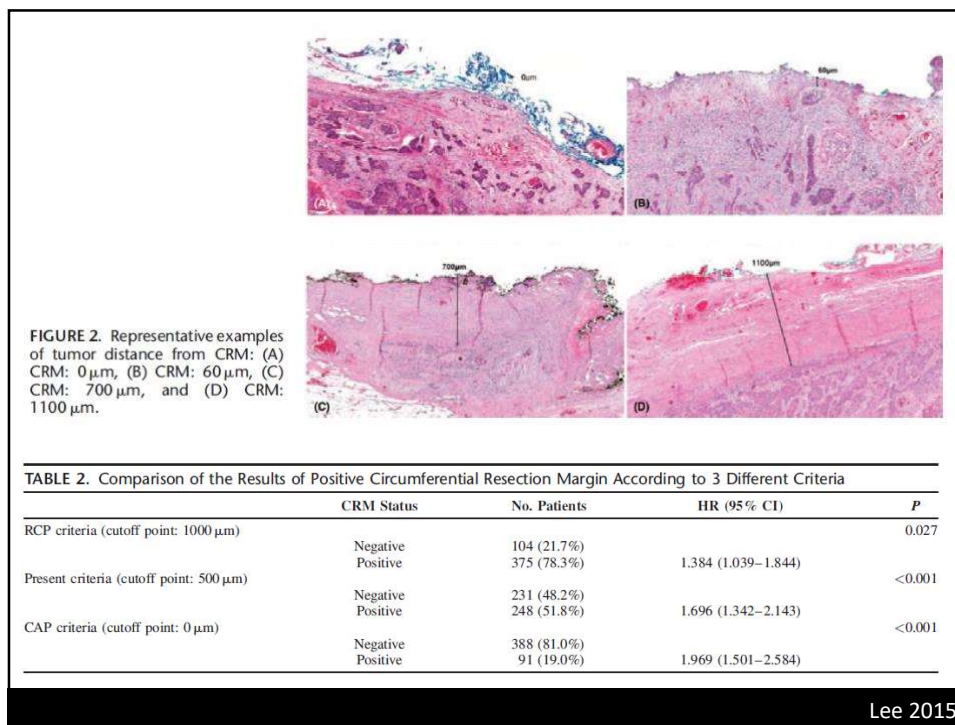 0μm
60μm
(A)
(B)
700μm
1100μm
(C)
(D)
FIGURE 2. Representative examples
of tumor distance from CRM: (A)
CRM: 0 μm, (B) CRM: 60 μm, (C)
CRM: 700 μm, and (D) CRM:
1100 μm.
TABLE 2. Comparison of the Results of Positive Circumferential Resection Margin According to 3 Different Criteria
CRM Status No. Patients HR (95% CI) P
RCP criteria (cutoff point: 1000 μm) 0.027
Negative 104 (21.7%)
Positive 375 (78.3%) 1.384 (1.039–1.844)
Present criteria (cutoff point: 500 μm) <0.001
Negative 231 (48.2%)
Positive 248 (51.8%) 1.696 (1.342–2.143)
CAP criteria (cutoff point: 0 μm) <0.001
Negative 388 (81.0%)
Positive 91 (19.0%) 1.969 (1.501–2.584)
Lee 2015